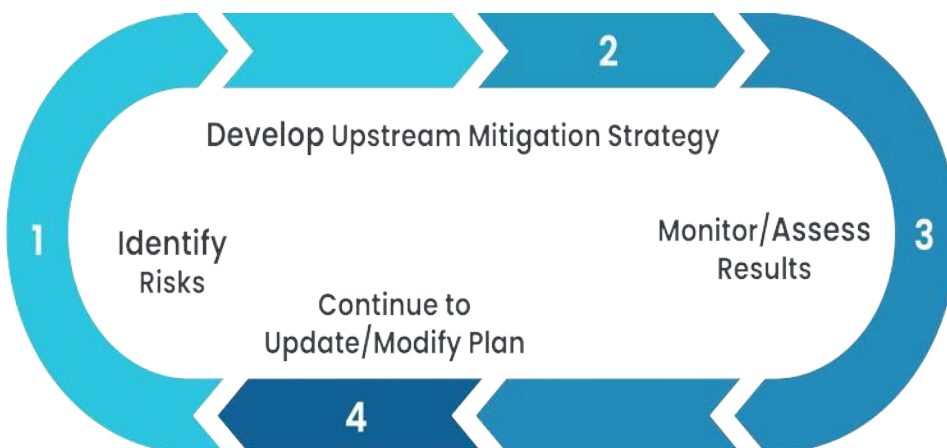 2
Develop Upstream Mitigation Strategy
1
Identify
Risks
Monitor/Assess
Results
3
Continue to
Update/Modify Plan
4